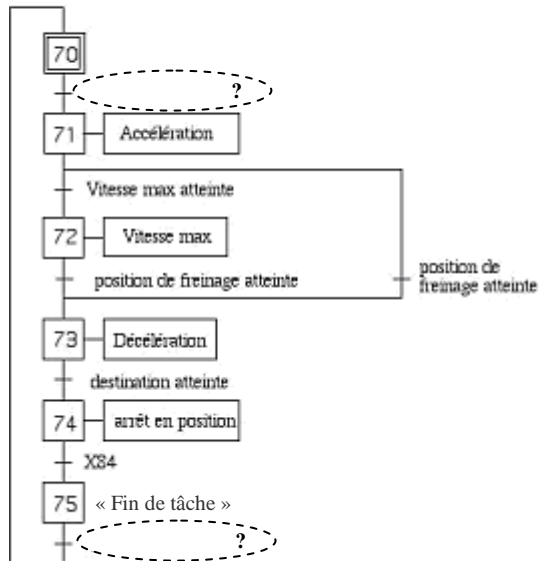 70
?
71 Accélération
Vitesse max atteinte
72 Vitesse max
position de freinage atteinte
position de
freinage atteinte
73 Décélération
destination atteinte
74 arrêt en position
X84
75 « Fin de tâche »
?